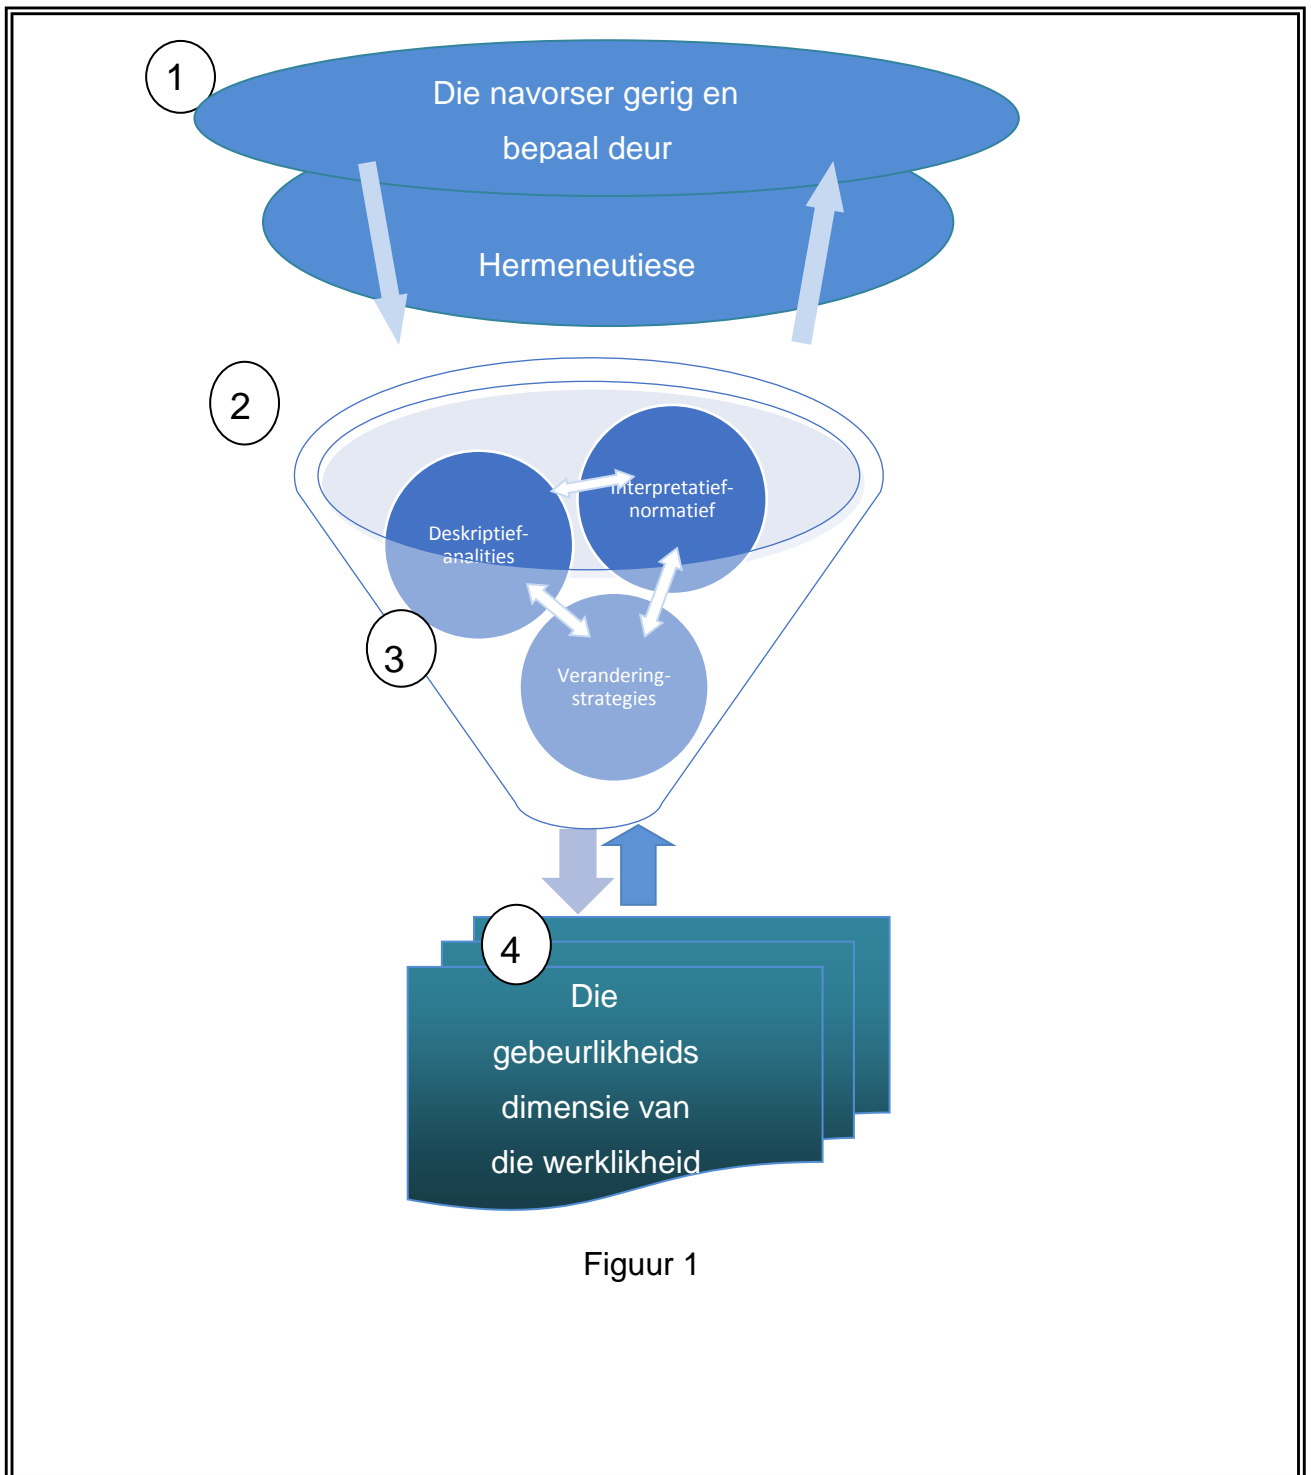 1
Die navorser gerig en
bepaal deur
Hermeneutiese
2
Interpretatief-
normatief
Deskriptief-
analities
3
Verandering-
strategies
4
Die
gebeurlikheids
dimensie van
die werklikheid
Figuur 1